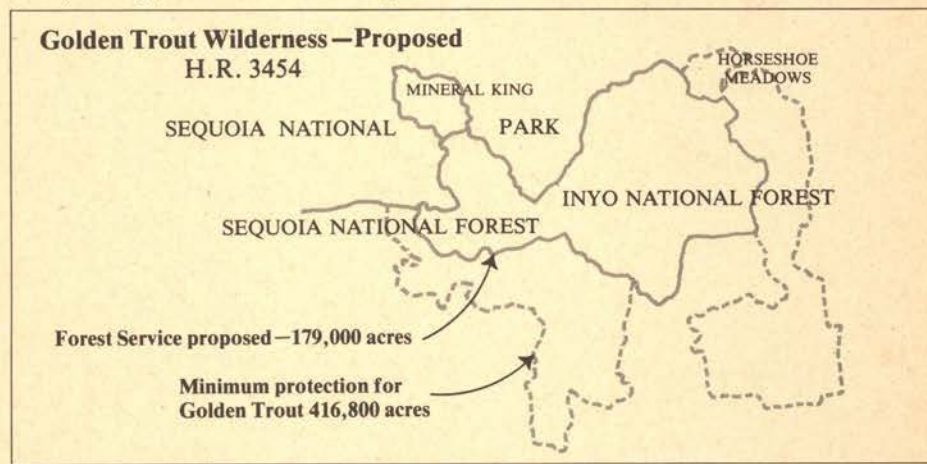 Golden Trout Wilderness—Proposed
H.R. 3454
HORSESHOE
MEADOWS
MINERAL KING
SEQUOIA NATIONAL PARK
INYO NATIONAL FOREST
SEQUOIA NATIONAL FOREST
Forest Service proposed—179,000 acres
Minimum protection for
Golden Trout 416,800 acres